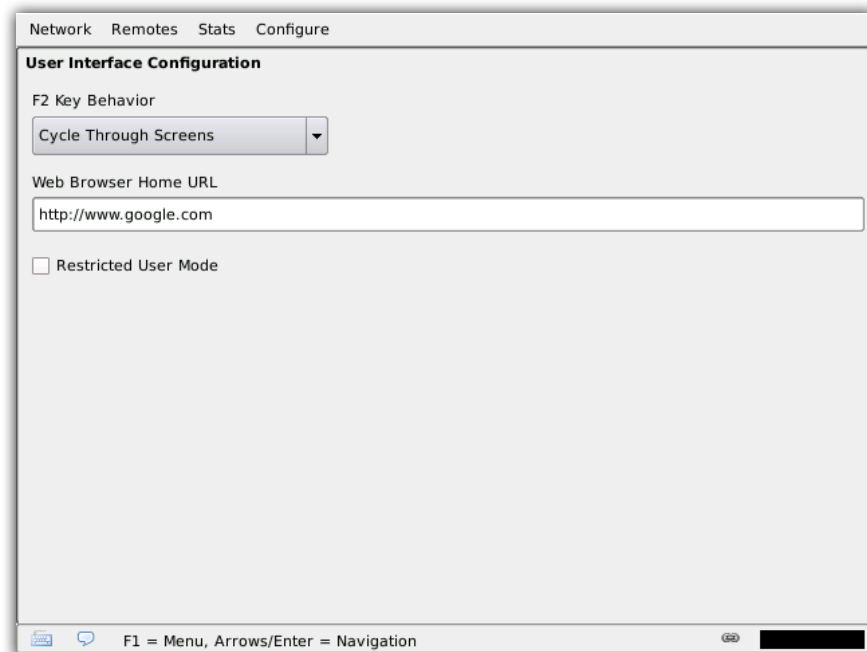 Network Remotes Stats Configure
User Interface Configuration
F2 Key Behavior
Cycle Through Screens
Web Browser Home URL
http://www.google.com
Restricted User Mode
F1 = Menu, Arrows/Enter = Navigation